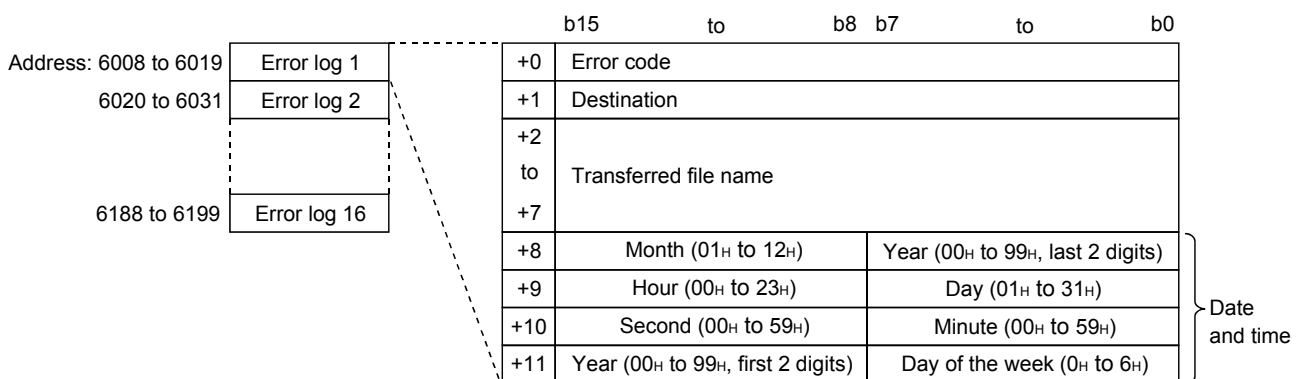 b15 to b8 b7 to b0
Address: 6008 to 6019 Error log 1 +0 Error code
6020 to 6031 Error log 2 +1 Destination
+2
to Transferred file name
6188 to 6199 Error log 16 +7
+8 Month (01H to 12H) Year (00H to 99H, last 2 digits)
+9 Hour (00H to 23H) Day (01H to 31H)
+10 Second (00H to 59H) Minute (00H to 59H)
+11 Year (00H to 99H, first 2 digits) Day of the week (0H to 6H)
Date
and time